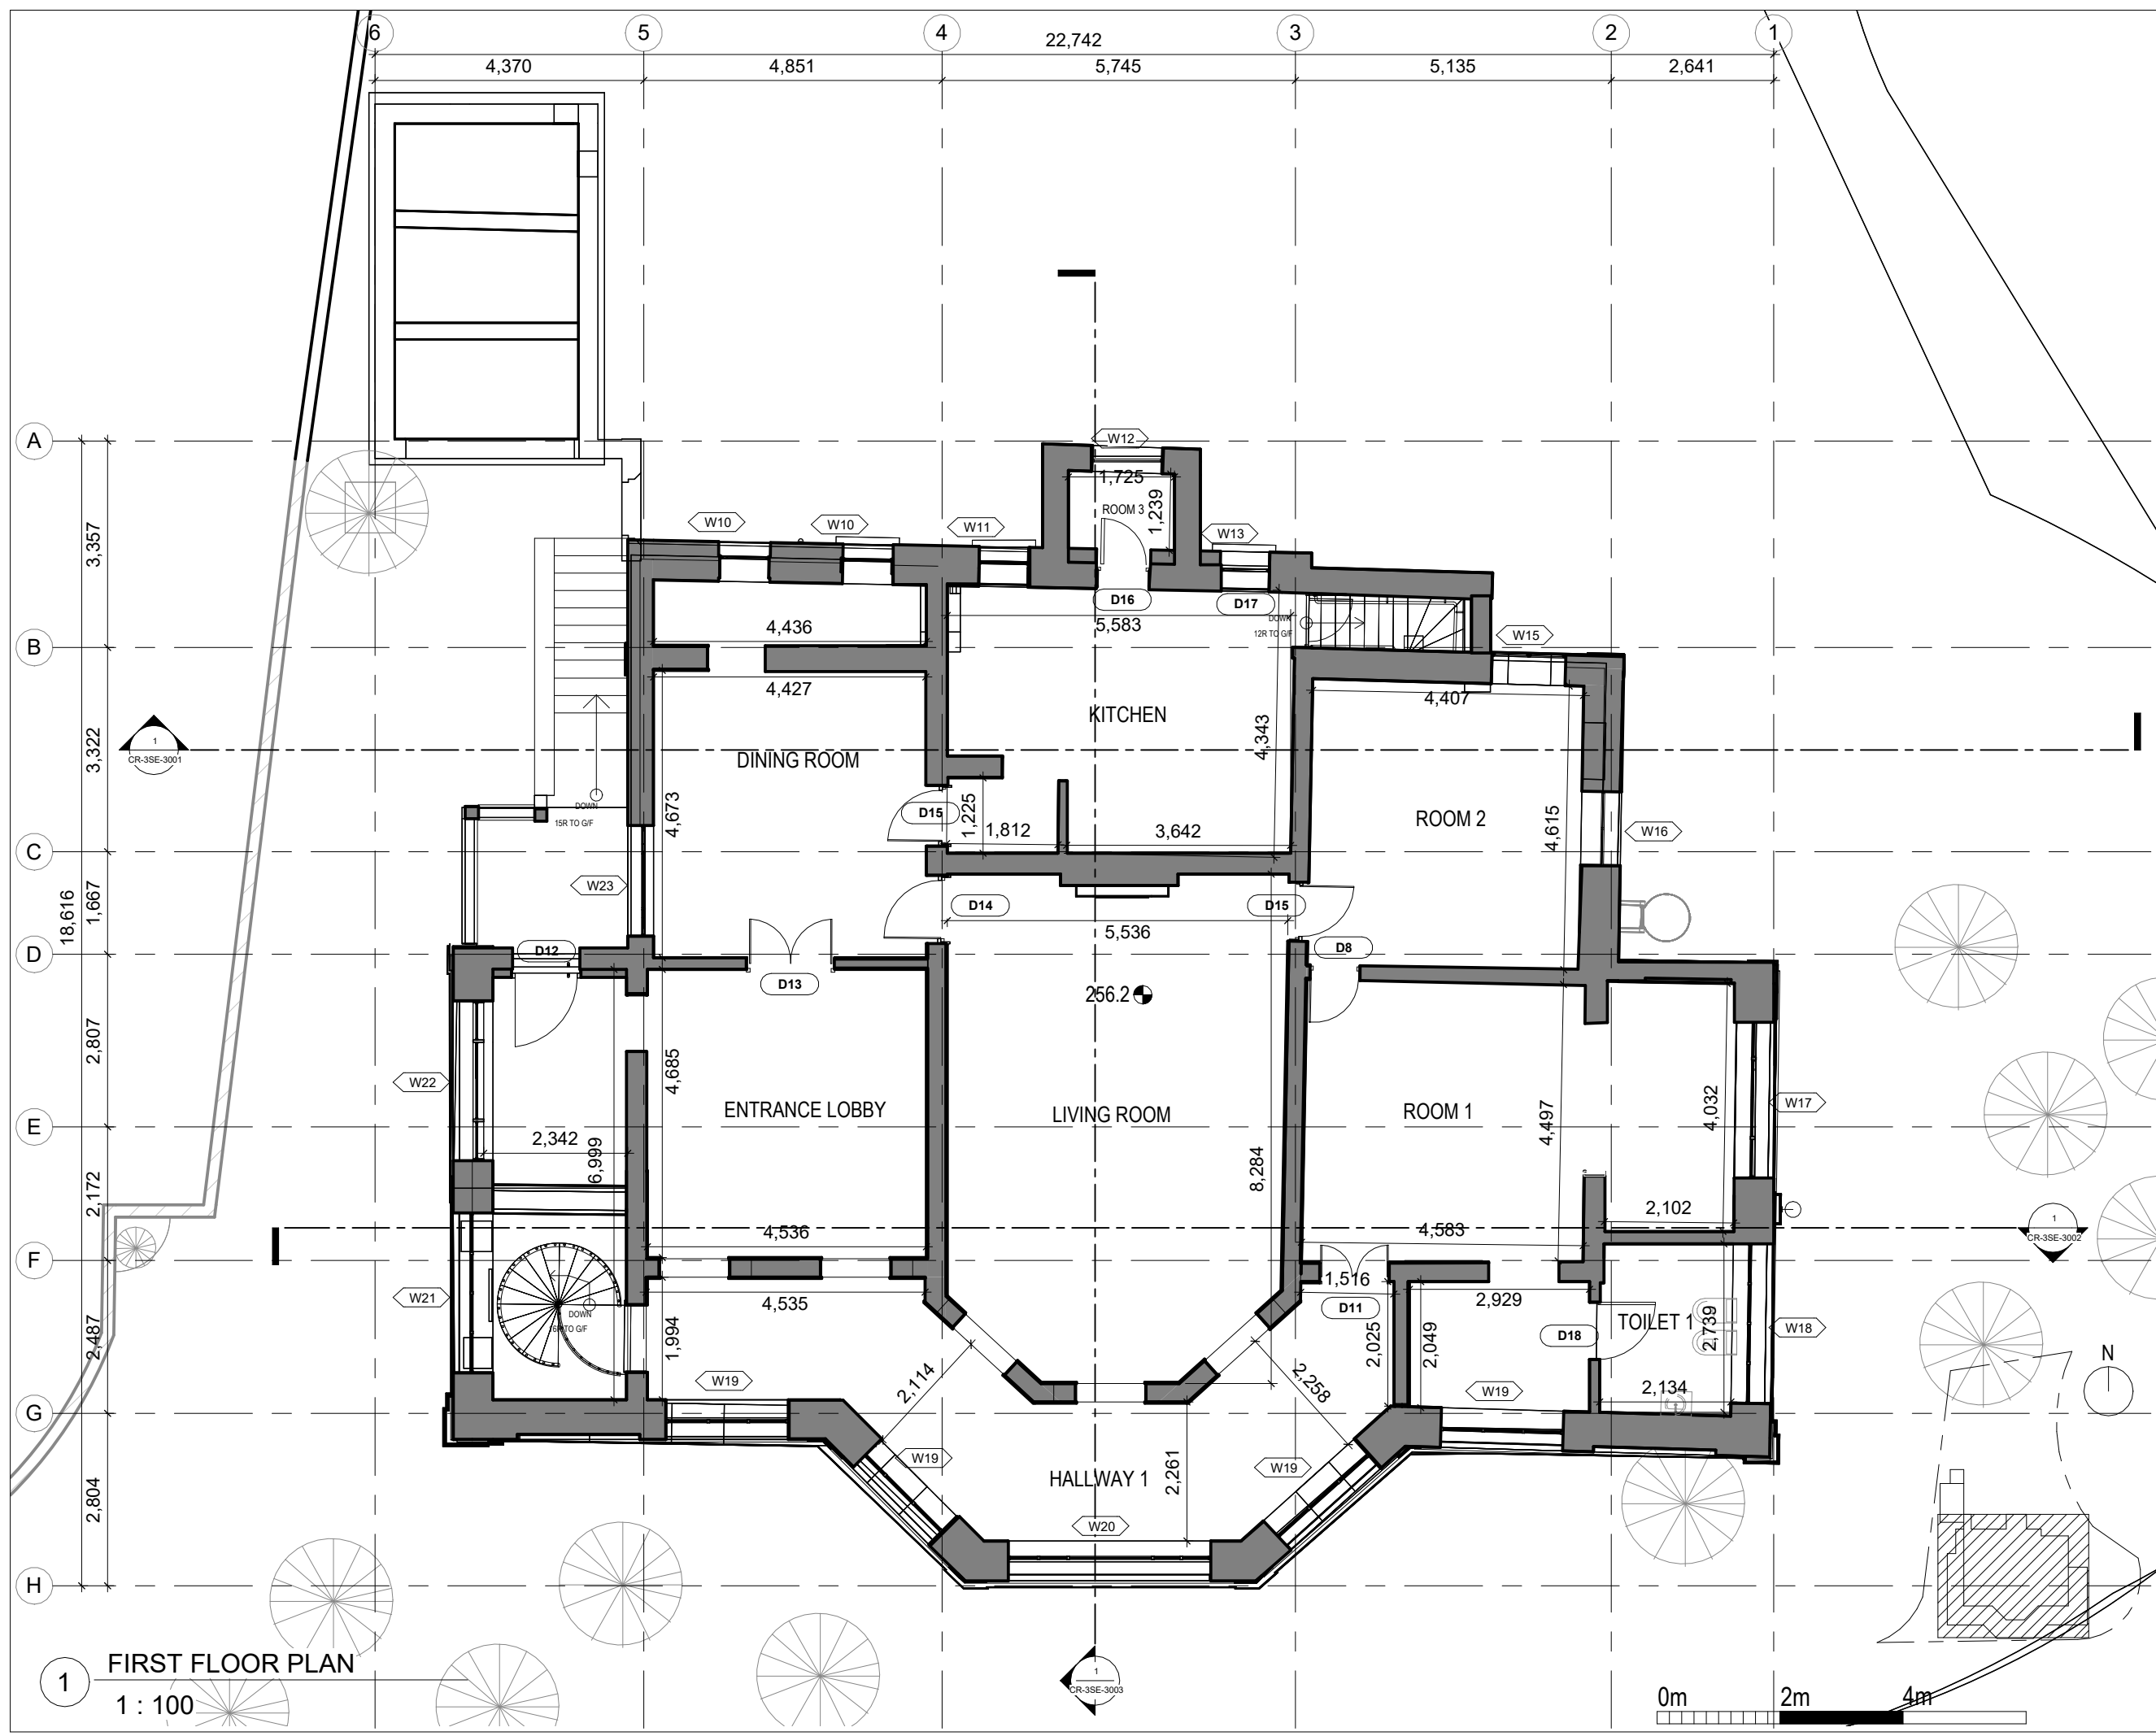 6 5 4 3 2 1
22,742
4,370 4,851 5,745 5,135 2,641
A
W12
1,725
1,239
ROOM 3
W10 W10 W11 W13
3,357
D16 D17
5,583
DOWN
12R TO G/F
4,436
B
W15
4,427
4,407
KITCHEN
3,322
1
CR-3SE-3001
4,343
DINING ROOM
DOWN
15R TO G/F
4,673
D15
1,225
1,812 3,642
ROOM 2
4,615
W16
C
W23
18,616
1,667
D14 D15
5,536
D
D12
D8
D13
256.2
2,807
W22
4,685
ENTRANCE LOBBY
LIVING ROOM
ROOM 1
4,497
4,032
W17
E
2,342
6,999
8,284
2,172
4,536
4,583
2,102
1
CR-3SE-3002
F
1,516
W21
DOWN
16R TO G/F
4,535
D11
2,929
TOILET 1
W18
D18
2,487
1,994
2,025
2,049
2,739
N
2,114
2,258
W19
W19
2,134
G
W19
W19
HALLWAY 1
2,261
2,804
W20
H
1
FIRST FLOOR PLAN
1 : 100
1
CR-3SE-3003
0m 2m 4m